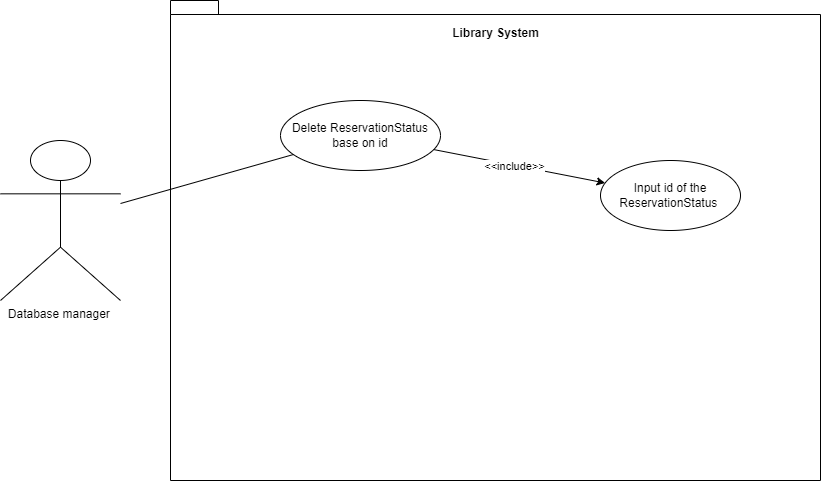 Library System
Delete ReservationStatus
base on id
<<include>>
Input id of the
ReservationStatus
Database manager